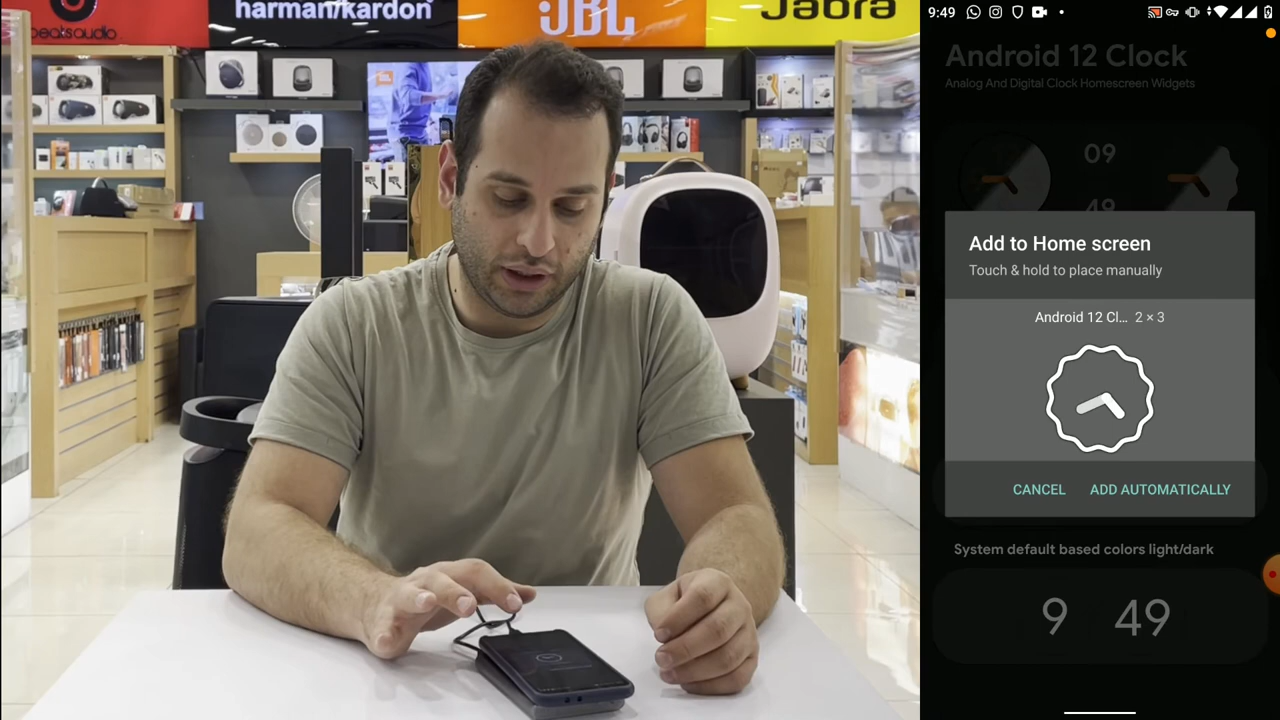 beatsaudio
harman/kardon
JBL
Jabra
9:49
Android 12 Clock
Analog And Digital Clock Homescreen Widgets
09
49
Add to Home screen
Touch & hold to place manually
Android 12 Cl... 2 × 3
CANCEL ADD AUTOMATICALLY
System default based colors light/dark
9 49